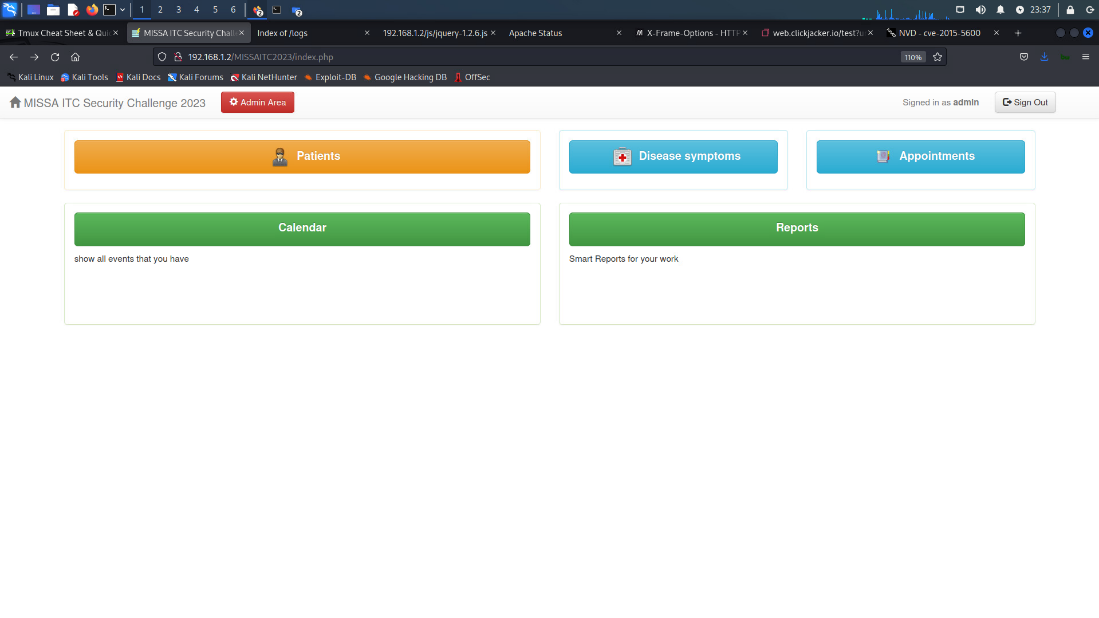 1 2 3 4 5 6 23:37
Tmux Cheat Sheet & Quic MISSA ITC Security Chall Index of /logs 192.168.1.2/js/jquery-1.2.6.js Apache Status X-Frame-Options - HTTP web.clickjacker.io/test?u NVD - cve-2015-5600
192.168.1.2/MISSAITC2023/index.php 110%
Kali Linux Kali Tools Kali Docs Kali Forums Kali NetHunter Exploit-DB Google Hacking DB OffSec
MISSA ITC Security Challenge 2023 Admin Area Signed in as admin Sign Out
Patients Disease symptoms Appointments
Calendar Reports
show all events that you have Smart Reports for your work